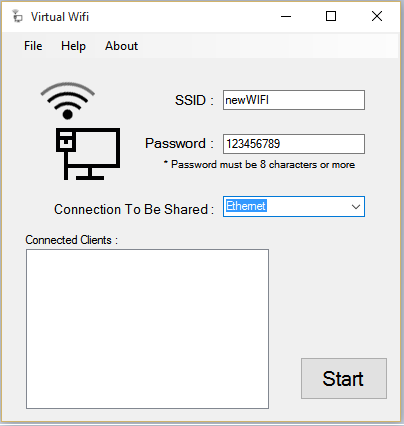 Virtual Wifi
File Help About
SSID : newWIFI
Password : 123456789
* Password must be 8 characters or more
Connection To Be Shared : Ethernet
Connected Clients :
Start